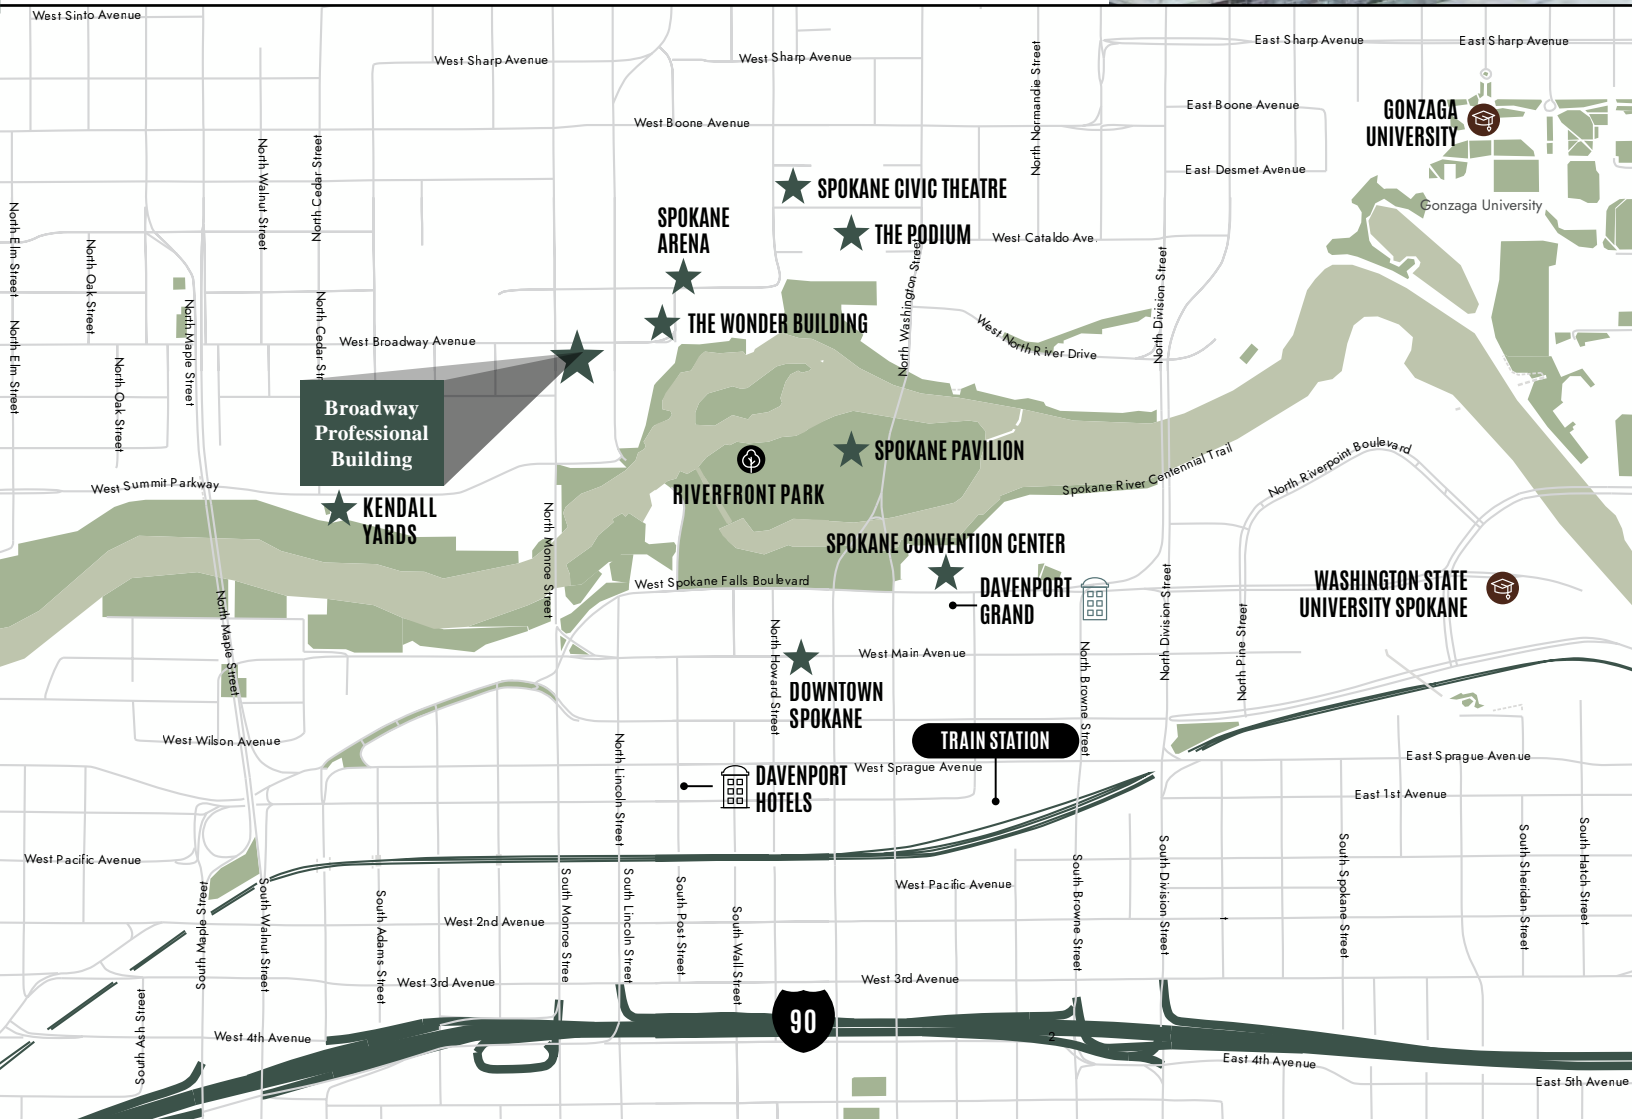 West Sinto Avenue
West Sharp Avenue
West Sharp Avenue
East Sharp Avenue
East Sharp Avenue
North Normandie Street
West Boone Avenue
East Boone Avenue
GONZAGA
UNIVERSITY
East Desmet Avenue
Gonzaga University
North Walnut Street
North Cedar Street
SPOKANE CIVIC THEATRE
SPOKANE
ARENA
THE PODIUM
West Cataldo Ave.
North Elm Street
North Oak Street
North Maple Street
North Cedar Str
North Washington Street
North Division Street
THE WONDER BUILDING
West North River Drive
West Broadway Avenue
North Elm Street
North Oak Street
Broadway
Professional
Building
SPOKANE PAVILION
RIVERFRONT PARK
Spokane River Centennial Trail
North Riverpoint Boulevard
West Summit Parkway
KENDALL
YARDS
North Monroe Street
SPOKANE CONVENTION CENTER
West Spokane Falls Boulevard
DAVENPORT
GRAND
WASHINGTON STATE
UNIVERSITY SPOKANE
North Maple Street
North Howard Street
West Main Avenue
North Browne Street
North Division Street
North Pine Street
DOWNTOWN
SPOKANE
West Wilson Avenue
North Lincoln Street
TRAIN STATION
West Sprague Avenue
East Sprague Avenue
DAVENPORT
HOTELS
East 1st Avenue
West Pacific Avenue
West Pacific Avenue
South Maple Street
South Walnut Street
South Adams Street
South Monroe Stree
South Lincoln Street
South Post Street
South Wall Street
South Browne Street
South Division Street
South Spokane Street
South Sheridan Street
South Hatch Street
West 2nd Avenue
West 3rd Avenue
West 3rd Avenue
South Ash Street
West 4th Avenue
90
2
East 4th Avenue
East 5th Avenue